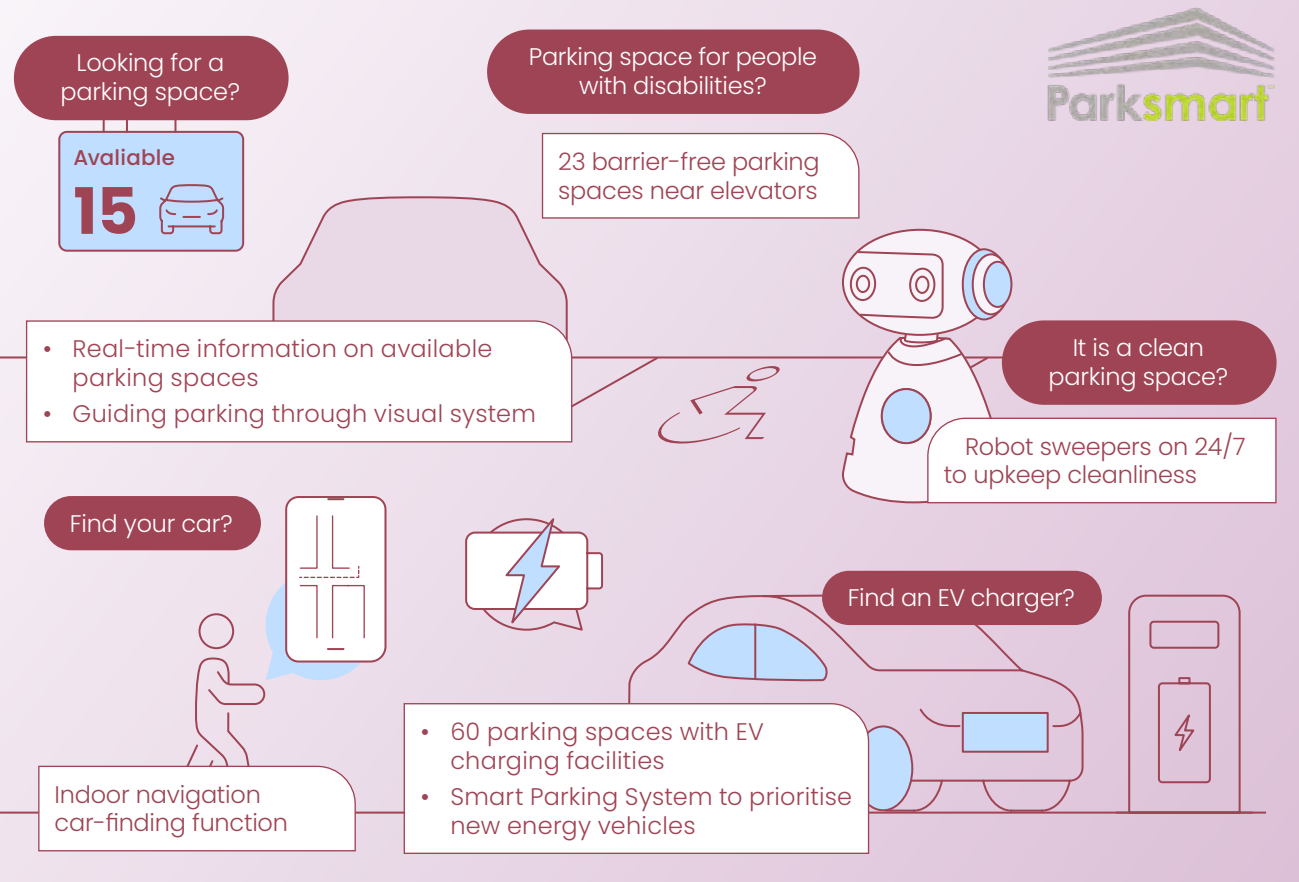 Looking for a
parking space?
Avaliable
15
• Real-time information on available
parking spaces
• Guiding parking through visual system
Parking space for people
with disabilities?
23 barrier-free parking
spaces near elevators
Parksmart
It is a clean
parking space?
Robot sweepers on 24/7
to upkeep cleanliness
Find your car?
Indoor navigation
car-finding function
Find an EV charger?
• 60 parking spaces with EV
charging facilities
• Smart Parking System to prioritise
new energy vehicles